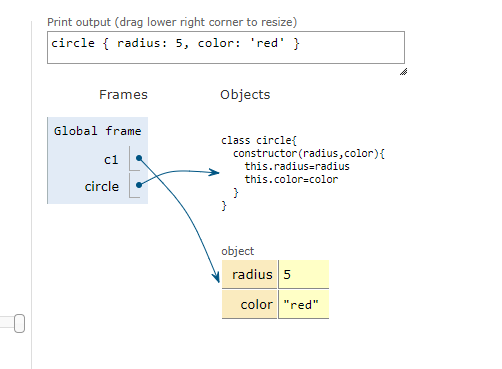 Print output (drag lower right corner to resize)
circle { radius: 5, color: 'red' }
Frames
Objects
Global frame
c1
circle
class circle{
  constructor(radius,color){
    this.radius=radius
    this.color=color
  }
}
object
radius 5
color "red"